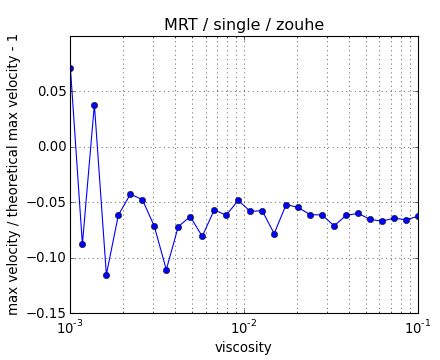 MRT / single / zouhe
max velocity / theoretical max velocity - 1
0.05
0.00
−0.05
−0.10
−0.15
10⁻³
10⁻²
10⁻¹
viscosity